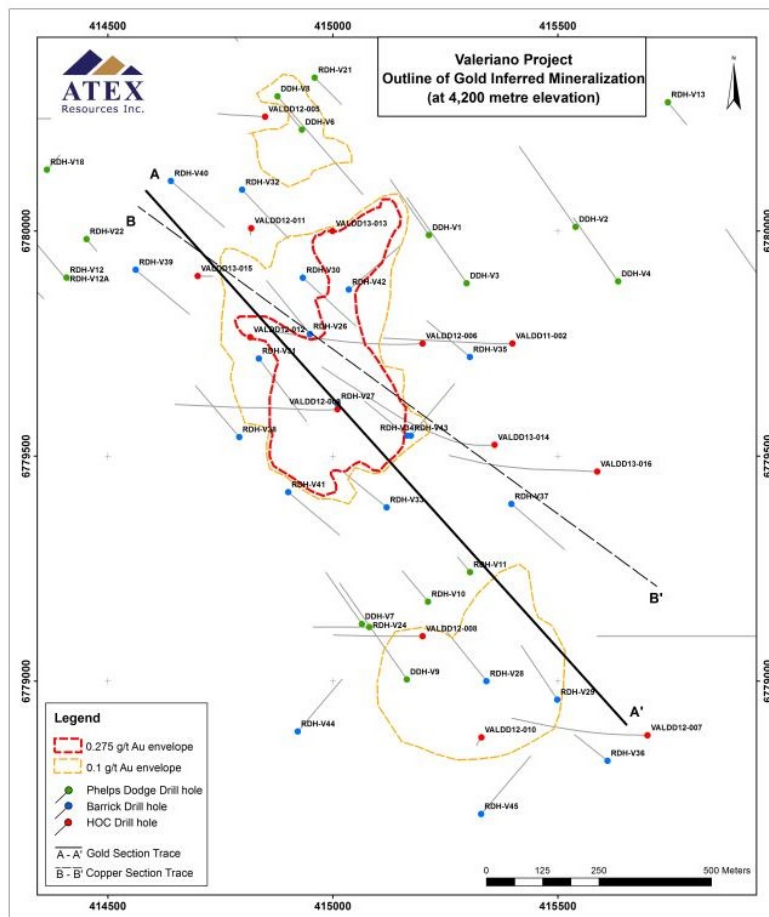 414500 415000 415500
ATEX
Resources Inc.
Valeriano Project
Outline of Gold Inferred Mineralization
(at 4,200 metre elevation)
N
RDH-V21
DDH-V8
RDH-V13
VALDD12-005
DDH-V6
RDH-V18
A
RDH-V40
RDH-V32
B
6780000
6780000
VALDD12-011
VALDD13-013
DDH-V1
DDH-V2
RDH-V22
RDH-V39
VALDD13-015
RDH-V12
RDH-V12A
RDH-V30
RDH-V42
DDH-V3
DDH-V4
VALDD12-012
RDH-V26
VALDD12-006
VALDD11-002
RDH-V31
RDH-V35
VALDD12-009
RDH-V27
RDH-V38
RDH-V34
RDH-V43
VALDD13-014
6779500
6779500
VALDD13-016
RDH-V41
RDH-V33
RDH-V37
RDH-V11
B'
RDH-V10
DDH-V7
RDH-V24
VALDD12-008
6779000
6779000
DDH-V9
RDH-V28
RDH-V29
A'
RDH-V44
VALDD12-010
VALDD12-007
RDH-V36
RDH-V45
Legend
0.275 g/t Au envelope
0.1 g/t Au envelope
Phelps Dodge Drill hole
Barrick Drill hole
HOC Drill hole
A - A' Gold Section Trace
B - B' Copper Section Trace
0 125 250 500 Meters
414500 415000 415500